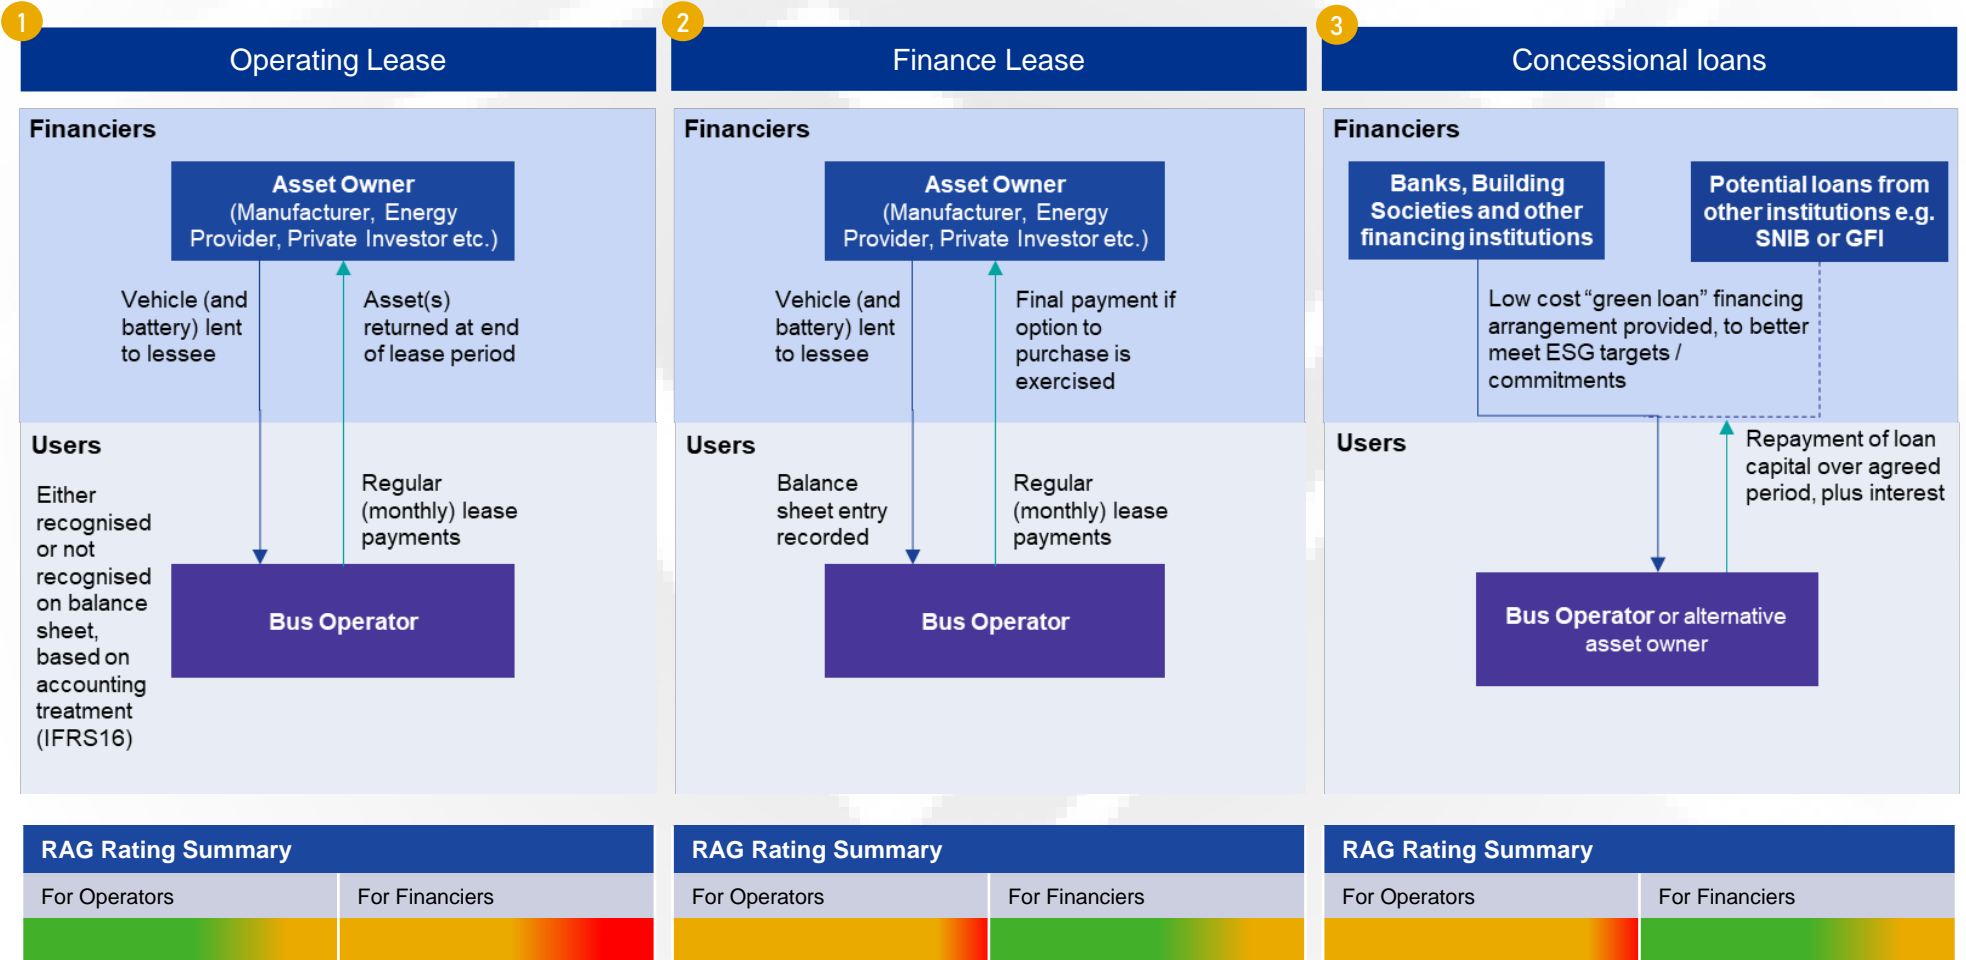 1
Operating Lease
Financiers
Asset Owner
(Manufacturer, Energy
Provider, Private Investor etc.)
Vehicle (and
battery) lent
to lessee
Asset(s)
returned at end
of lease period
Users
Either
recognised
or not
recognised
on balance
sheet,
based on
accounting
treatment
(IFRS16)
Regular
(monthly) lease
payments
Bus Operator
RAG Rating Summary
For Operators
For Financiers
2
Finance Lease
Financiers
Asset Owner
(Manufacturer, Energy
Provider, Private Investor etc.)
Vehicle (and
battery) lent
to lessee
Final payment if
option to
purchase is
exercised
Users
Balance
sheet entry
recorded
Regular
(monthly) lease
payments
Bus Operator
RAG Rating Summary
For Operators
For Financiers
3
Concessional loans
Financiers
Banks, Building
Societies and other
financing institutions
Potential loans from
other institutions e.g.
SNIB or GFI
Low cost “green loan” financing
arrangement provided, to better
meet ESG targets /
commitments
Users
Repayment of loan
capital over agreed
period, plus interest
Bus Operator or alternative
asset owner
RAG Rating Summary
For Operators
For Financiers